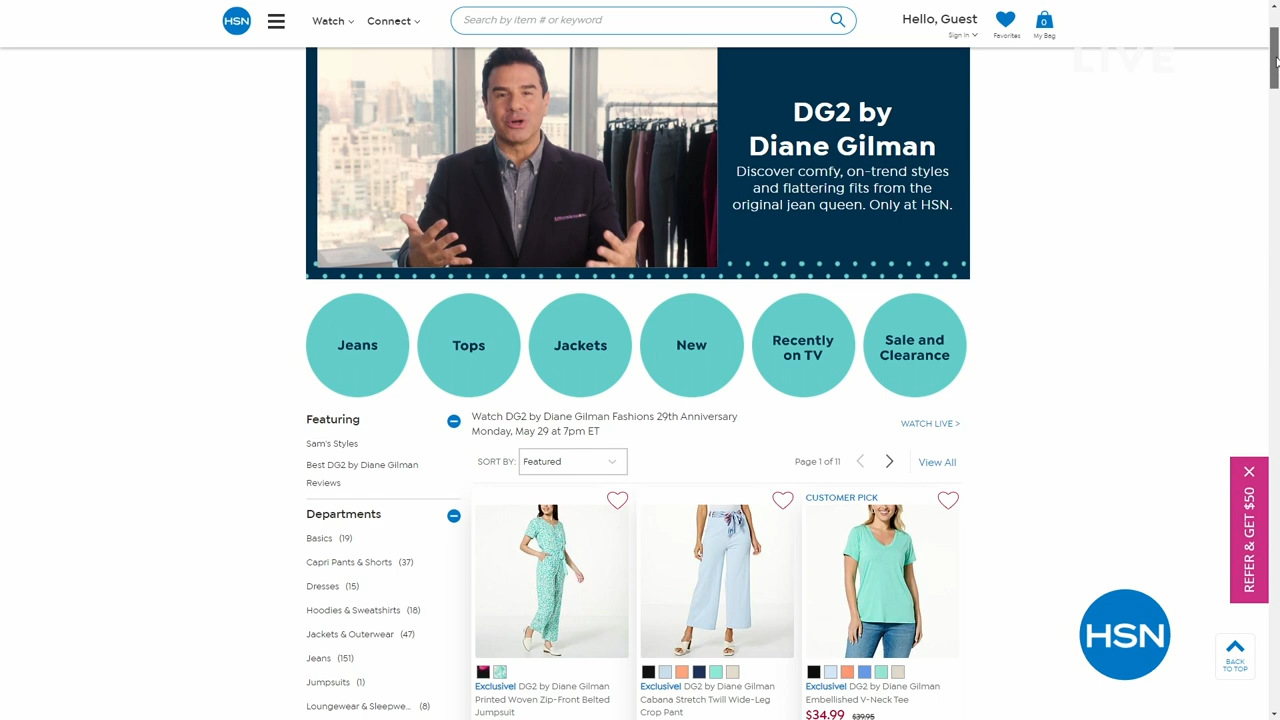 HSN
Watch
Connect
Search by item # or keyword
Hello, Guest
Sign In
Favorites
0
My Bag
LIVE
DG2 by
Diane Gilman
Discover comfy, on-trend styles
and flattering fits from the
original jean queen. Only at HSN.
Jeans
Tops
Jackets
New
Recently
on TV
Sale and
Clearance
Featuring
Sam's Styles
Best DG2 by Diane Gilman
Reviews
Departments
Basics (19)
Capri Pants & Shorts (37)
Dresses (15)
Hoodies & Sweatshirts (18)
Jackets & Outerwear (47)
Jeans (151)
Jumpsuits (1)
Loungewear & Sleepwe... (8)
Watch DG2 by Diane Gilman Fashions 29th Anniversary
Monday, May 29 at 7pm ET
WATCH LIVE >
SORT BY: Featured
Page 1 of 11
View All
Exclusive! DG2 by Diane Gilman
Printed Woven Zip-Front Belted
Jumpsuit
Exclusive! DG2 by Diane Gilman
Cabana Stretch Twill Wide-Leg
Crop Pant
CUSTOMER PICK
Exclusive! DG2 by Diane Gilman
Embellished V-Neck Tee
$34.99 $39.95
REFER & GET $50
HSN
BACK
TO TOP